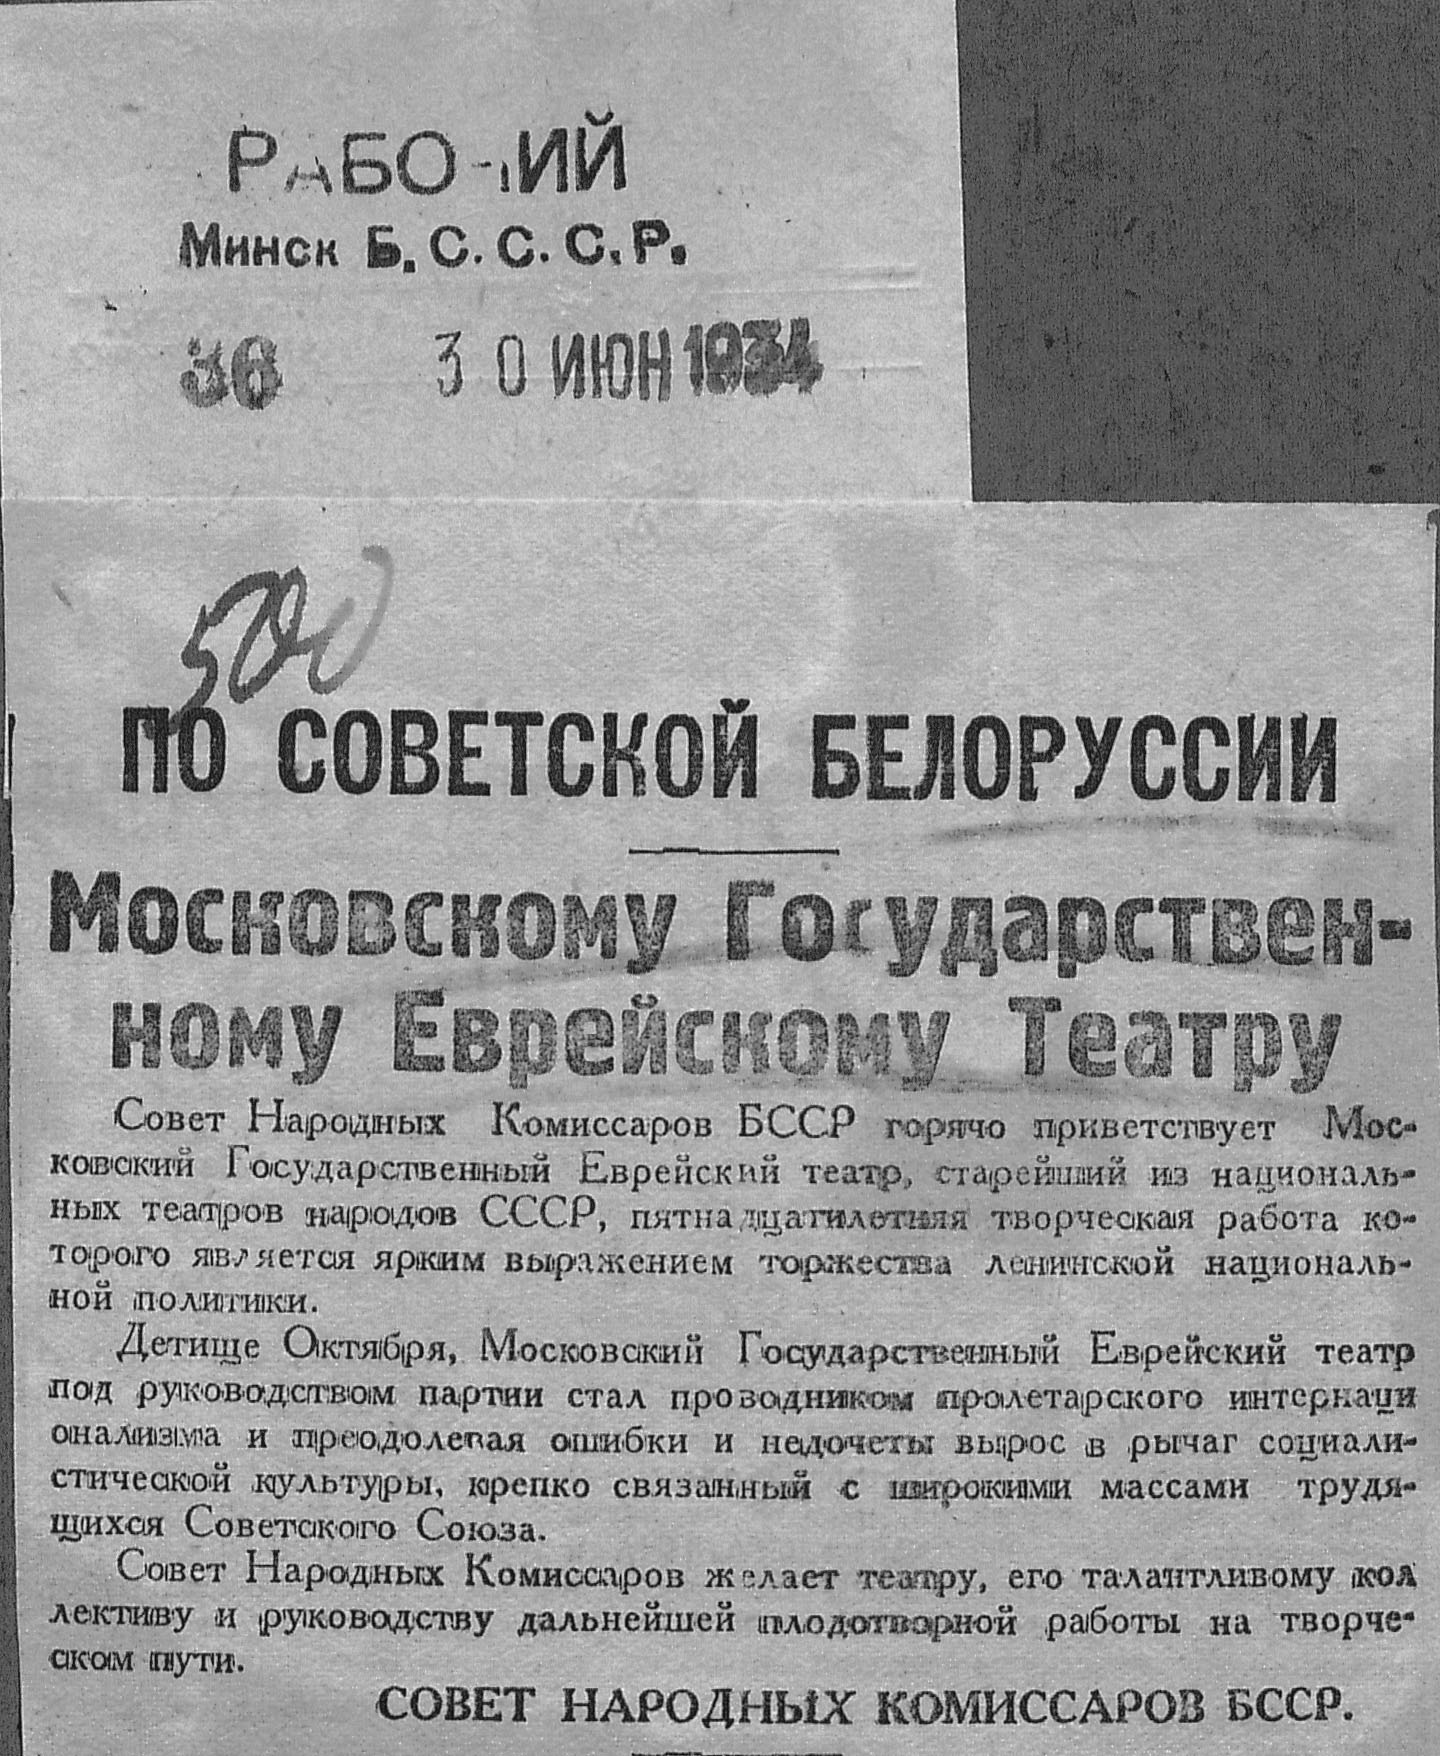 РАБОЧИЙ
Минск Б.С.С.С.Р.
36 30 ИЮН 1934
500
ПО СОВЕТСКОЙ БЕЛОРУССИИ
Московскому Государствен-
ному Еврейскому Театру
Совет Народных Комиссаров БССР горячо приветствует Мос-
ковский Государственный Еврейский театр, старейший из националь-
ных театров народов СССР, пятнадцатилетняя творческая работа ко-
торого является ярким выражением торжества ленинской националь-
ной политики.
Детище Октября, Московский Государственный Еврейский театр
под руководством партии стал проводником пролетарского интернаци
онализма и преодолевая ошибки и недочеты вырос в рычаг социали-
стической культуры, крепко связанный с широкими массами трудя-
щихся Советского Союза.
Совет Народных Комиссаров желает театру, его талантливому кол
лективу и руководству дальнейшей плодотворной работы на творче-
ском пути.
СОВЕТ НАРОДНЫХ КОМИССАРОВ БССР.